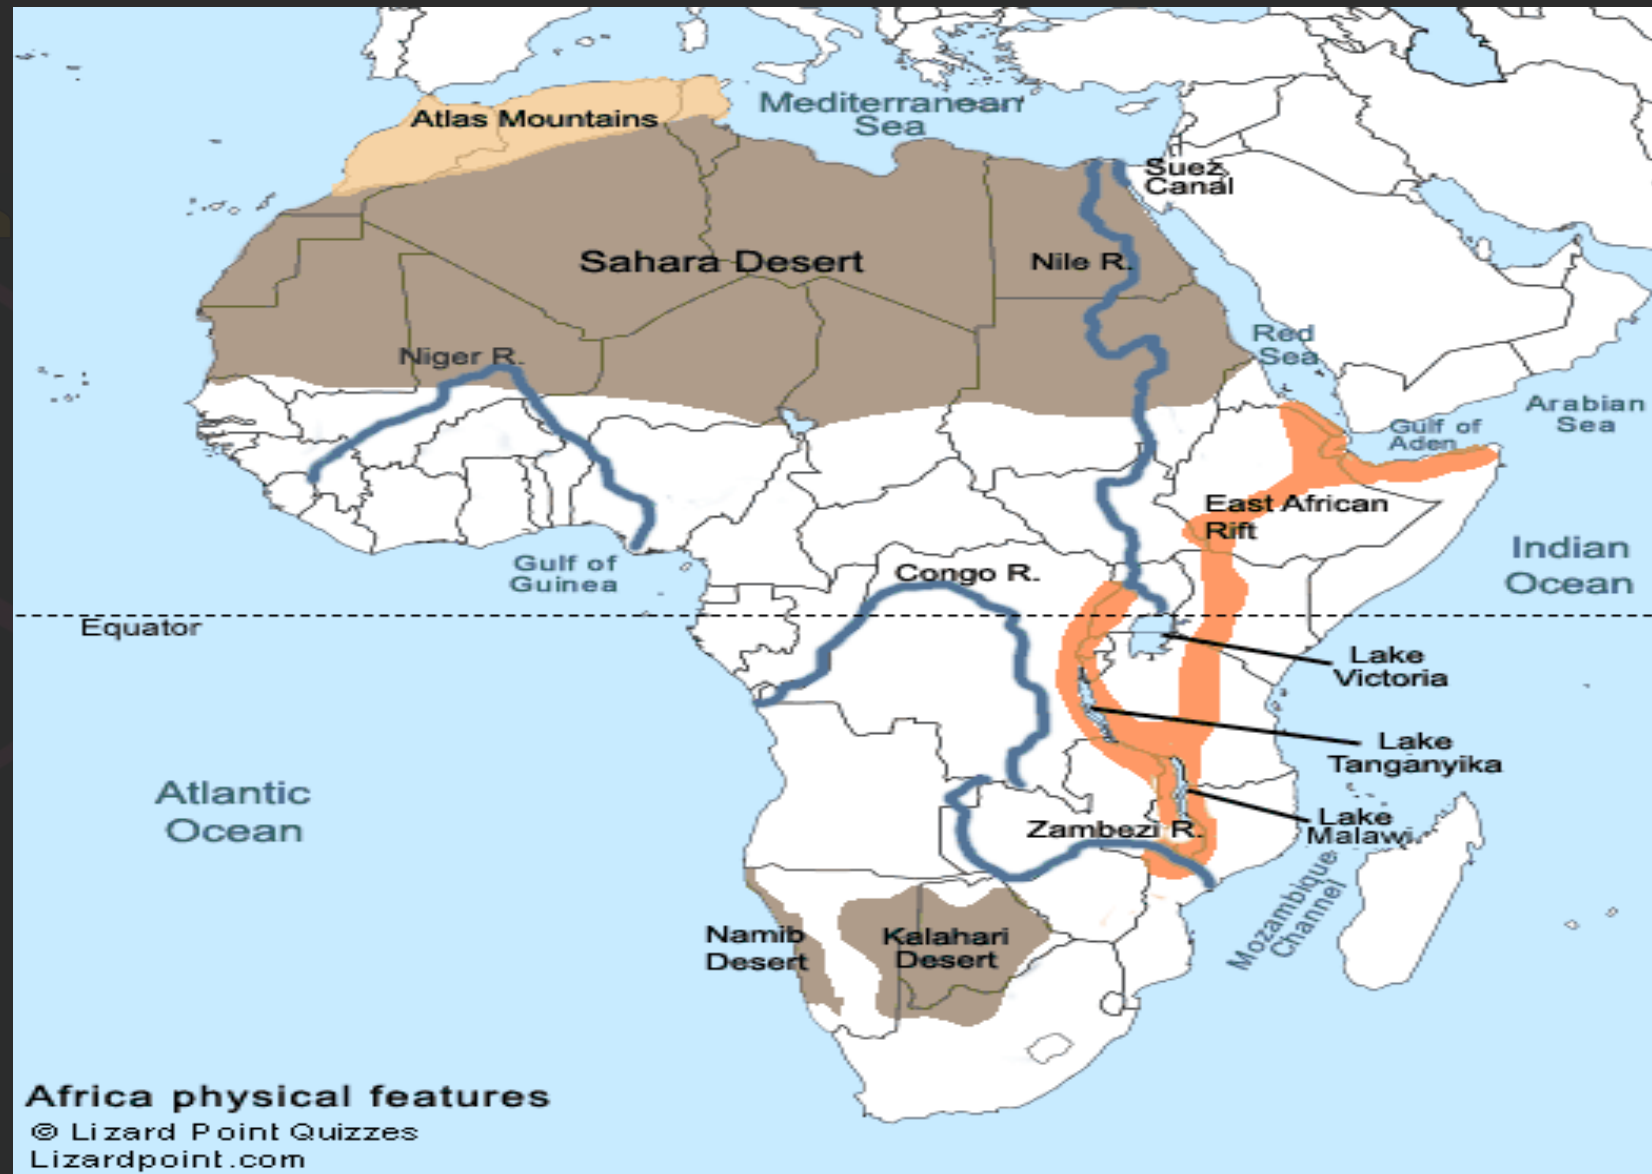 Atlas Mountains
Mediterranean
Sea
Suez
Canal
Sahara Desert
Nile R.
Red
Sea
Niger R.
Arabian
Sea
Gulf of
Aden
East African
Rift
Indian
Ocean
Gulf of
Guinea
Congo R.
Equator
Lake
Victoria
Lake
Tanganyika
Atlantic
Ocean
Lake
Malawi
Zambezi R.
Mozambique
Channel
Namib
Desert
Kalahari
Desert
Africa physical features
© Lizard Point Quizzes
Lizardpoint.com